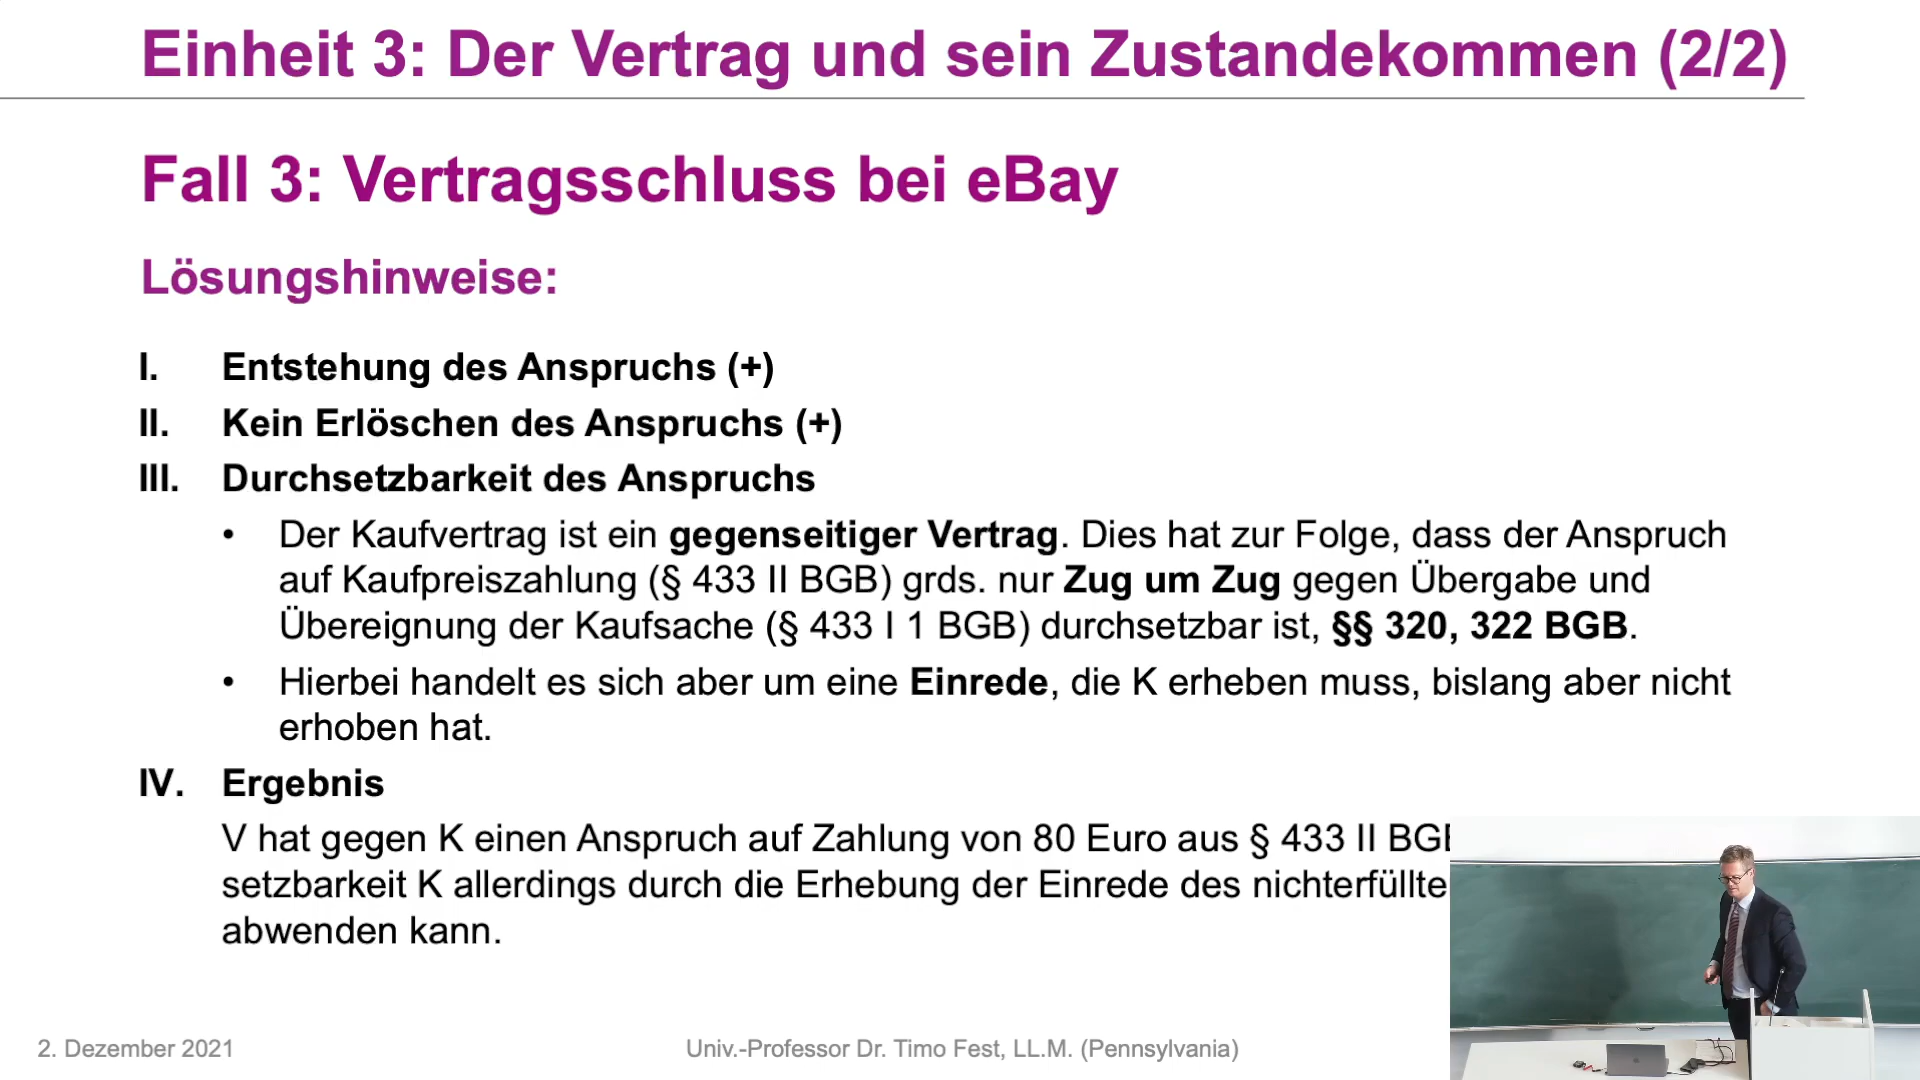 Einheit 3: Der Vertrag und sein Zustandekommen (2/2)
Fall 3: Vertragsschluss bei eBay
Lösungshinweise:
I. Entstehung des Anspruchs (+)
II. Kein Erlöschen des Anspruchs (+)
III. Durchsetzbarkeit des Anspruchs
• Der Kaufvertrag ist ein gegenseitiger Vertrag. Dies hat zur Folge, dass der Anspruch
auf Kaufpreiszahlung (§ 433 II BGB) grds. nur Zug um Zug gegen Übergabe und
Übereignung der Kaufsache (§ 433 I 1 BGB) durchsetzbar ist, §§ 320, 322 BGB.
• Hierbei handelt es sich aber um eine Einrede, die K erheben muss, bislang aber nicht
erhoben hat.
IV. Ergebnis
V hat gegen K einen Anspruch auf Zahlung von 80 Euro aus § 433 II
setzbarkeit K allerdings durch die Erhebung der Einrede des
abwenden kann.
2. Dezember 2021
Univ.-Professor Dr. Timo Fest, LL.M. (Pennsylvania)